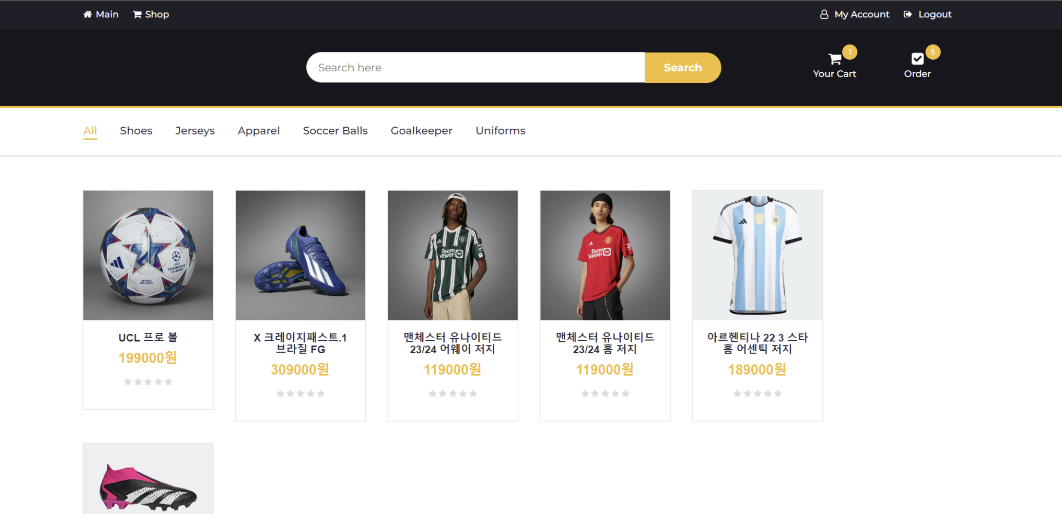 Main
Shop
My Account
Logout
Search here
Search
1
Your Cart
5
Order
All
Shoes
Jerseys
Apparel
Soccer Balls
Goalkeeper
Uniforms
UCL 프로 볼
199000원
X 크레이지패스트.1
브라질 FG
309000원
TeamViewer
맨체스터 유나이티드
23/24 어웨이 저지
119000원
TeamViewer
맨체스터 유나이티드
23/24 홈 저지
119000원
아르헨티나 22 3 스타
홈 어센틱 저지
189000원